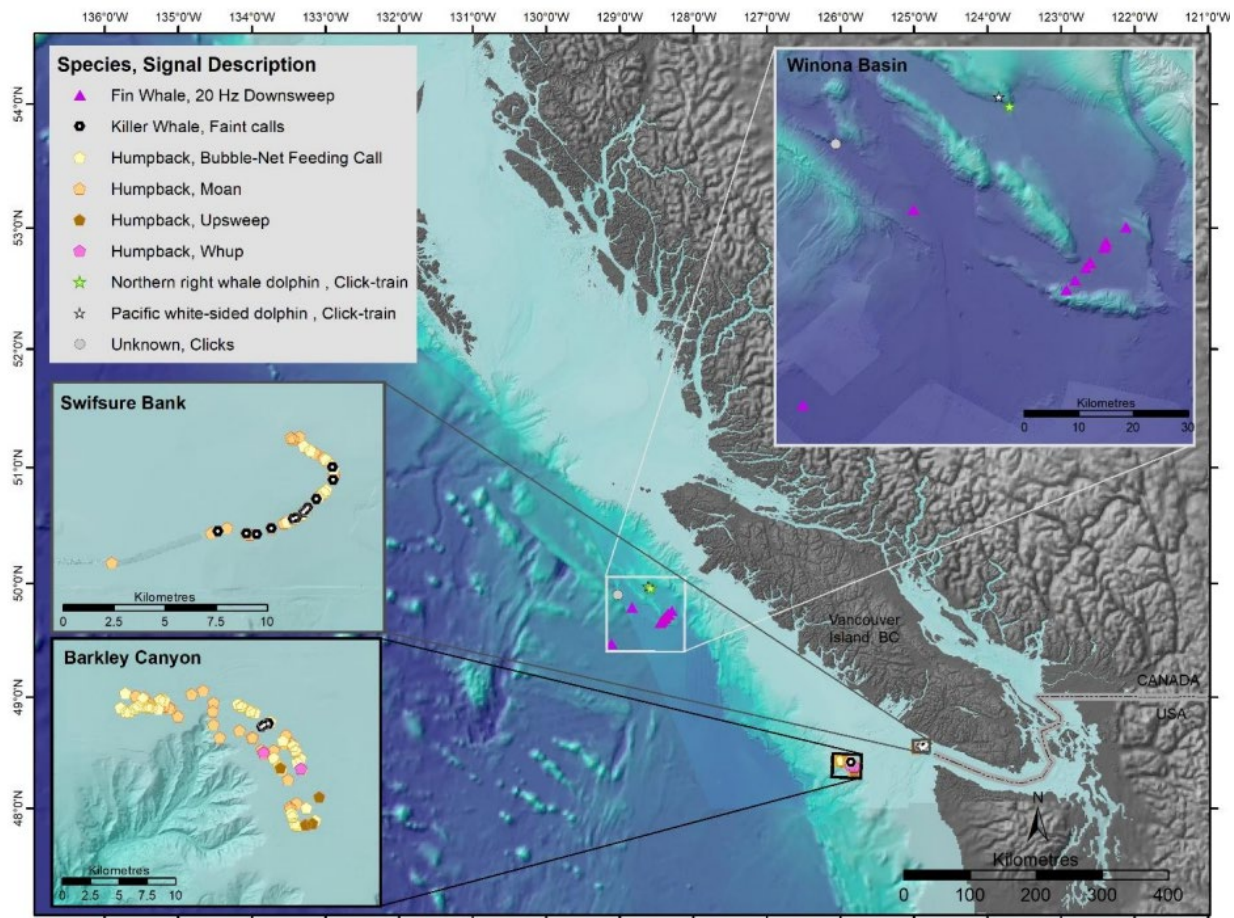 136°0'W 135°0'W 134°0'W 133°0'W 132°0'W 131°0'W 130°0'W 129°0'W 128°0'W 127°0'W 126°0'W 125°0'W 124°0'W 123°0'W 122°0'W 121°0'W
54°0'N
53°0'N
52°0'N
51°0'N
50°0'N
49°0'N
48°0'N
Species, Signal Description
Fin Whale, 20 Hz Downsweep
Killer Whale, Faint calls
Humpback, Bubble-Net Feeding Call
Humpback, Moan
Humpback, Upsweep
Humpback, Whup
Northern right whale dolphin , Click-train
Pacific white-sided dolphin , Click-train
Unknown, Clicks
Winona Basin
Kilometres
0 10 20 30
Swifsure Bank
Kilometres
0 2.5 5 7.5 10
Barkley Canyon
Kilometres
0 2.5 5 7.5 10
Vancouver
Island, BC
CANADA
USA
N
Kilometres
0 100 200 300 400